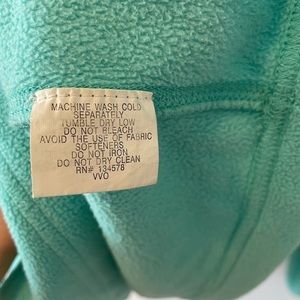 MACHINE WASH COLD
SEPARATELY
TUMBLE DRY LOW
DO NOT BLEACH
AVOID THE USE OF FABRIC
SOFTENERS
DO NOT IRON
DO NOT DRY CLEAN
RN# 134578
VVO